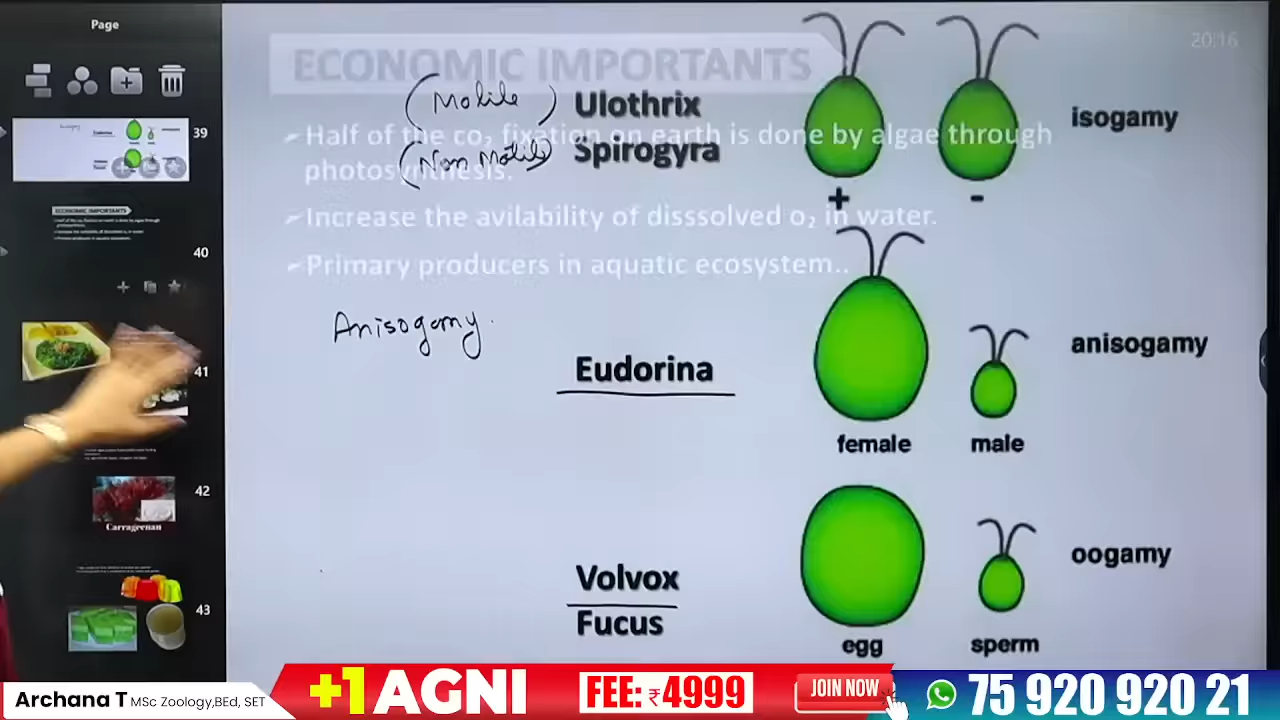 Page
39
40
41
42
43
ECONOMIC IMPORTANTS
Carrageenan
20:16
ECONOMIC IMPORTANTS
Half of the co2 fixation on earth is done by algae through
photosynthesis.
Increase the avilability of disssolved o2 in water.
Primary producers in aquatic ecosystem..
(Motile) Ulothrix
(Non Motile) Spirogyra
isogamy
+ -
Anisogamy.
Eudorina
anisogamy
female male
Volvox
Fucus
oogamy
egg sperm
Archana T MSc Zoology,BEd, SET
+1 AGNI
FEE: ₹4999
JOIN NOW
75 920 920 21